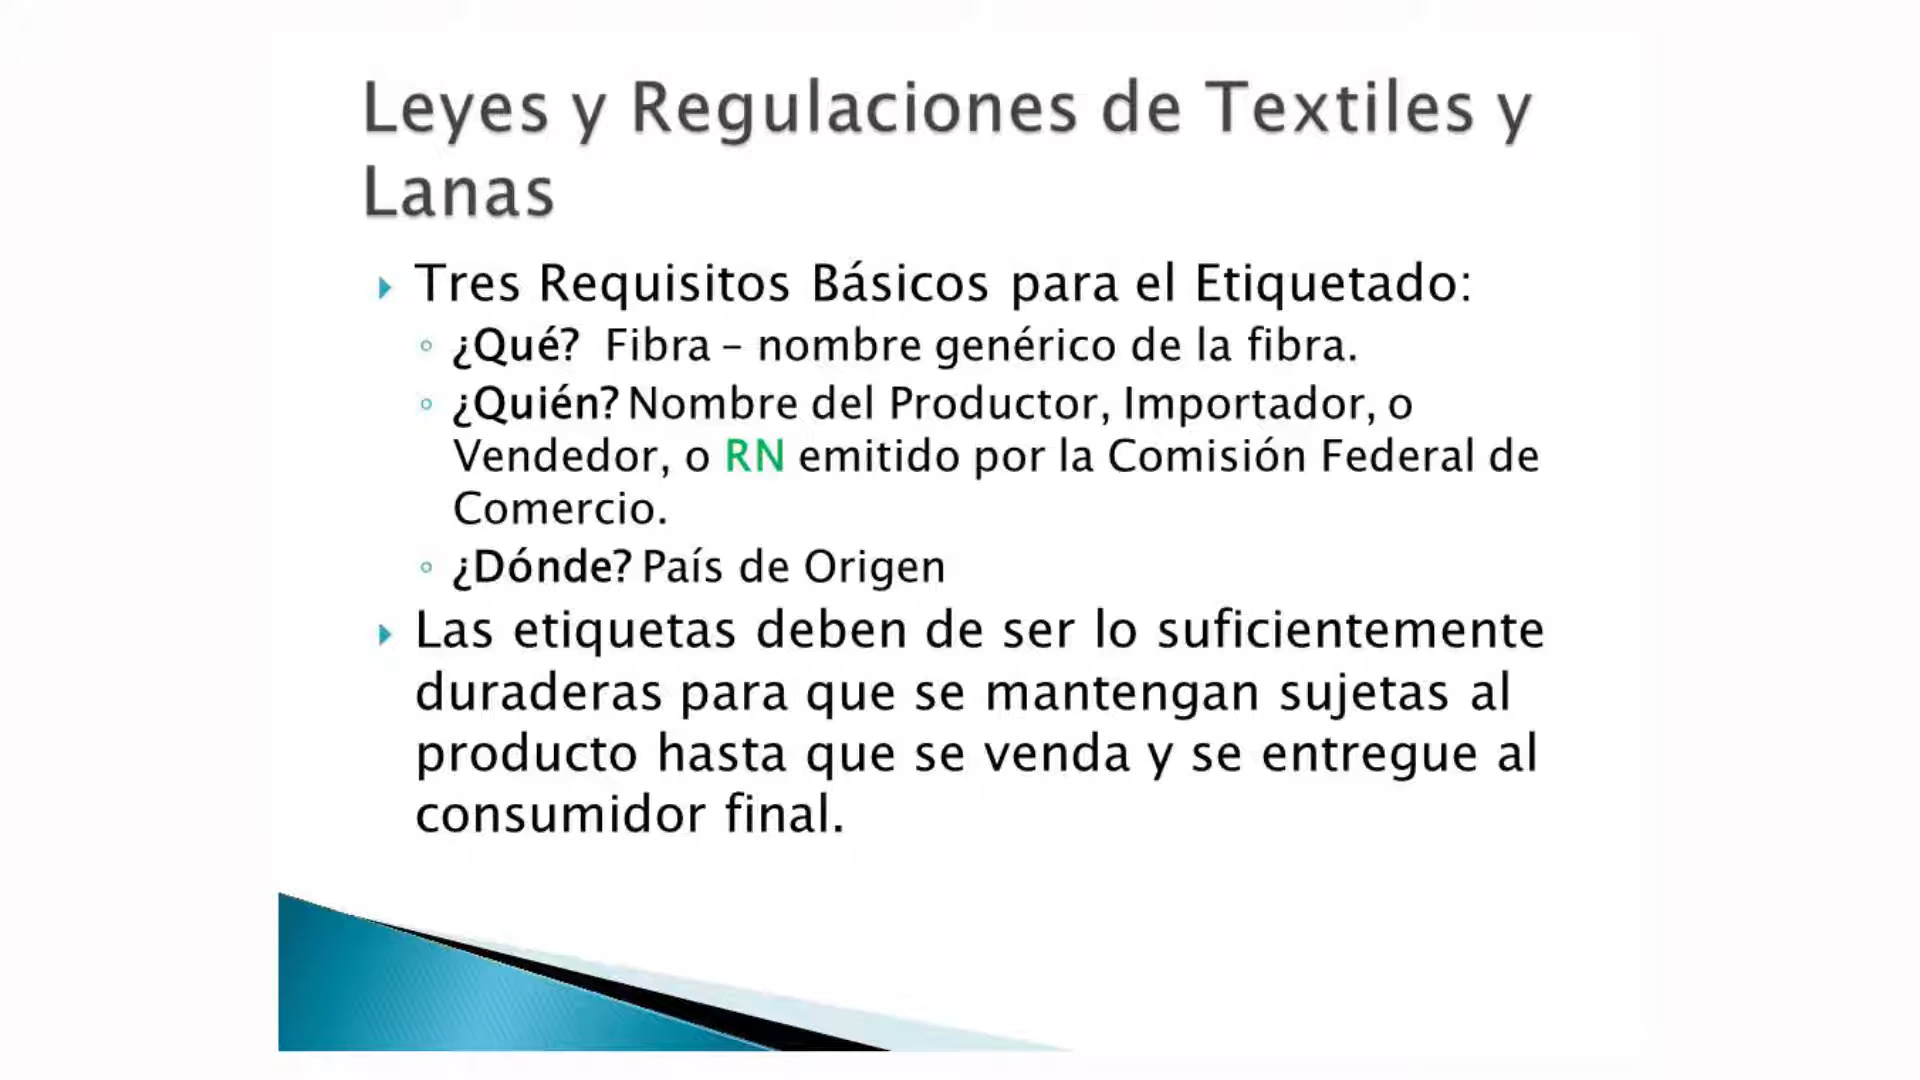 Leyes y Regulaciones de Textiles y
Lanas
Tres Requisitos Básicos para el Etiquetado:
¿Qué? Fibra – nombre genérico de la fibra.
¿Quién? Nombre del Productor, Importador, o
Vendedor, o RN emitido por la Comisión Federal de
Comercio.
¿Dónde? País de Origen
Las etiquetas deben de ser lo suficientemente
duraderas para que se mantengan sujetas al
producto hasta que se venda y se entregue al
consumidor final.